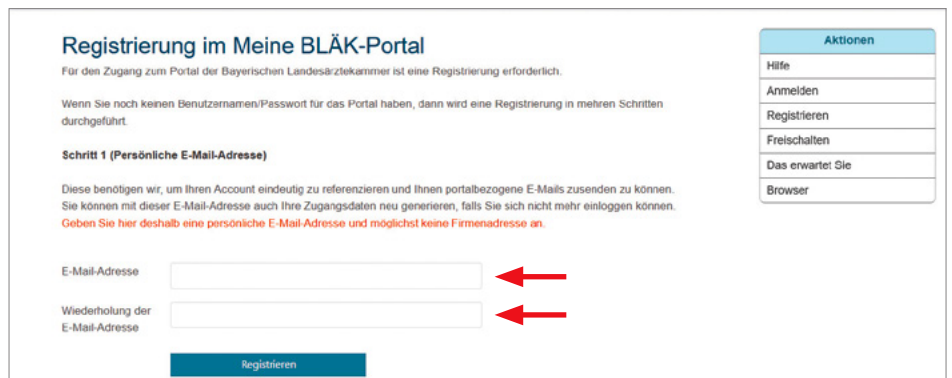 Registrierung im Meine BLÄK-Portal
Für den Zugang zum Portal der Bayerischen Landesärztekammer ist eine Registrierung erforderlich.
Wenn Sie noch keinen Benutzernamen/Passwort für das Portal haben, dann wird eine Registrierung in mehren Schritten
durchgeführt.
Schritt 1 (Persönliche E-Mail-Adresse)
Diese benötigen wir, um Ihren Account eindeutig zu referenzieren und Ihnen portalbezogene E-Mails zusenden zu können.
Sie können mit dieser E-Mail-Adresse auch Ihre Zugangsdaten neu generieren, falls Sie sich nicht mehr einloggen können.
Geben Sie hier deshalb eine persönliche E-Mail-Adresse und möglichst keine Firmenadresse an.
E-Mail-Adresse
Wiederholung der
E-Mail-Adresse
Registrieren
Aktionen
Hilfe
Anmelden
Registrieren
Freischalten
Das erwartet Sie
Browser